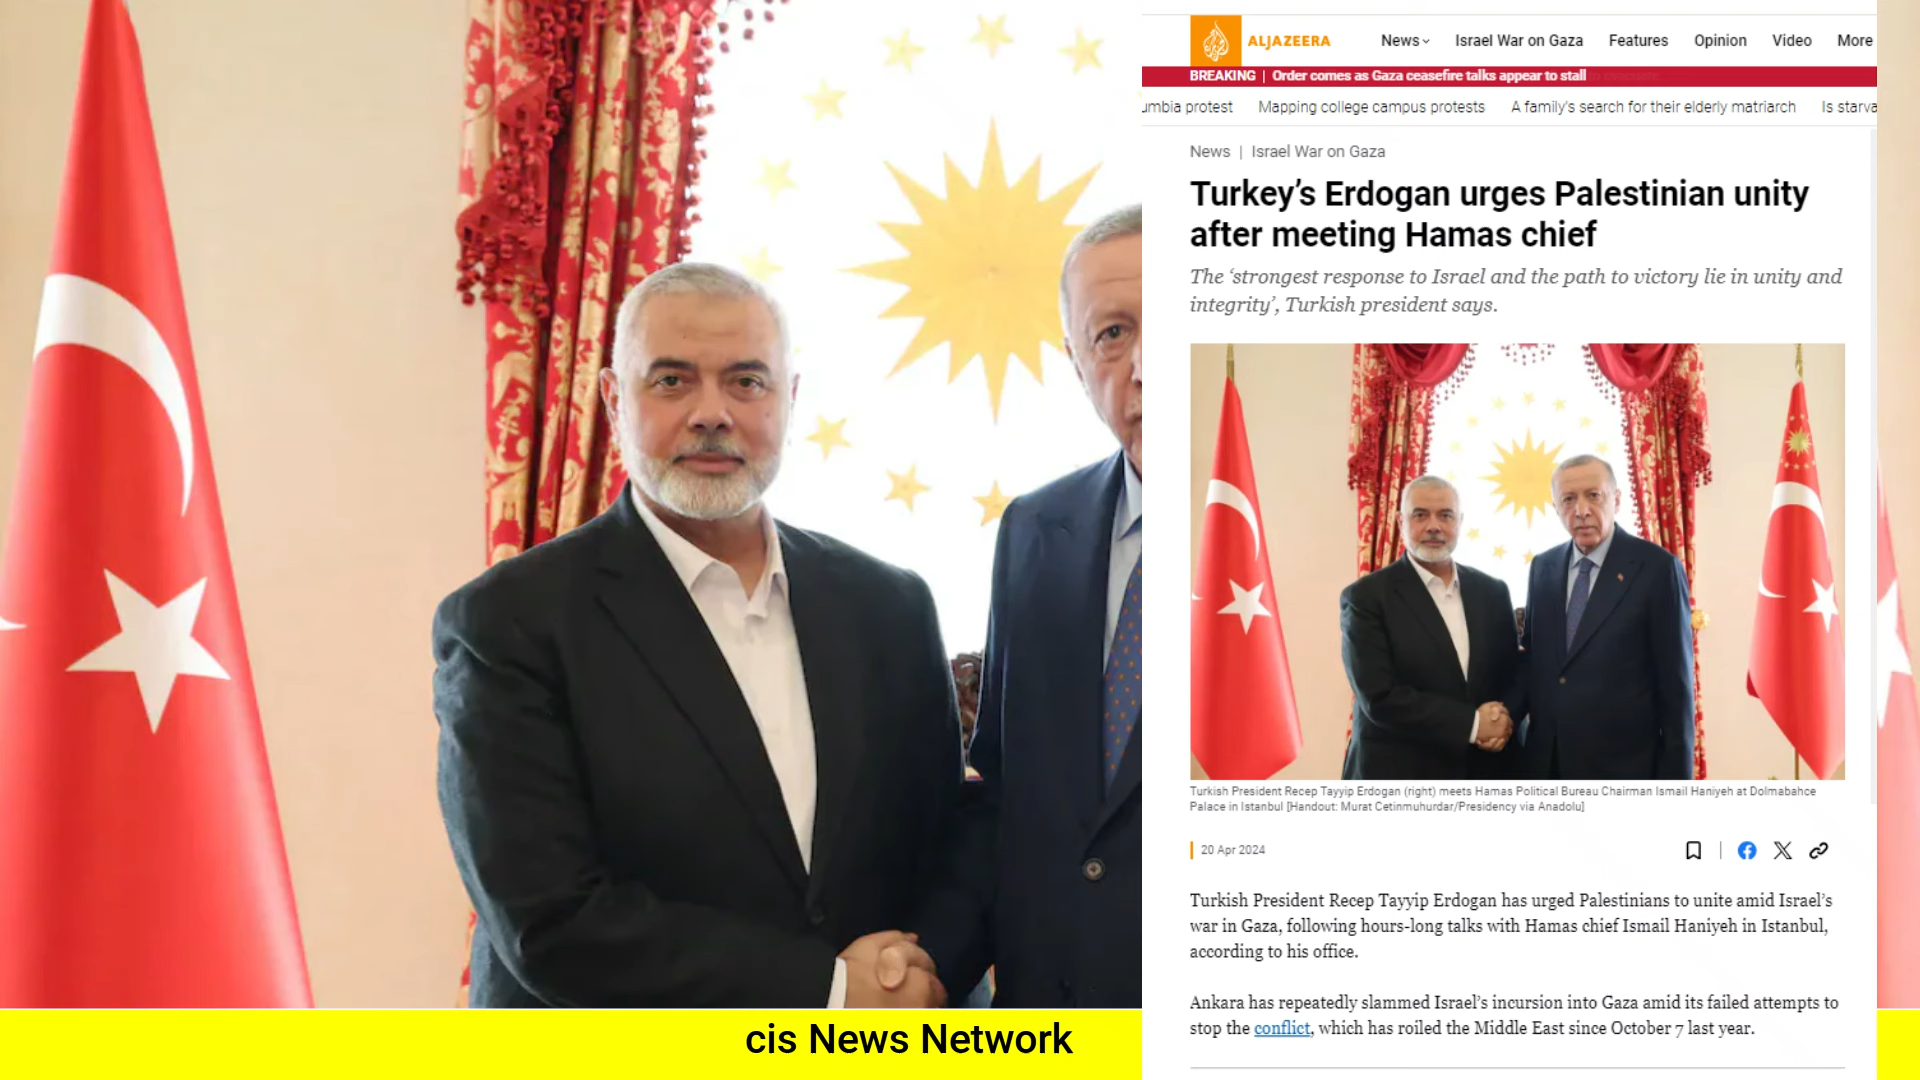 ALJAZEERA
News Israel War on Gaza Features Opinion Video More
BREAKING | Order comes as Gaza ceasefire talks appear to stall
umbia protest Mapping college campus protests A family's search for their elderly matriarch Is starva
News | Israel War on Gaza
Turkey’s Erdogan urges Palestinian unity
after meeting Hamas chief
The ‘strongest response to Israel and the path to victory lie in unity and
integrity’, Turkish president says.
Turkish President Recep Tayyip Erdogan (right) meets Hamas Political Bureau Chairman Ismail Haniyeh at Dolmabahce
Palace in Istanbul [Handout: Murat Cetinmuhurdar/Presidency via Anadolu]
20 Apr 2024
Turkish President Recep Tayyip Erdogan has urged Palestinians to unite amid Israel’s
war in Gaza, following hours-long talks with Hamas chief Ismail Haniyeh in Istanbul,
according to his office.
Ankara has repeatedly slammed Israel’s incursion into Gaza amid its failed attempts to
stop the conflict, which has roiled the Middle East since October 7 last year.
cis News Network